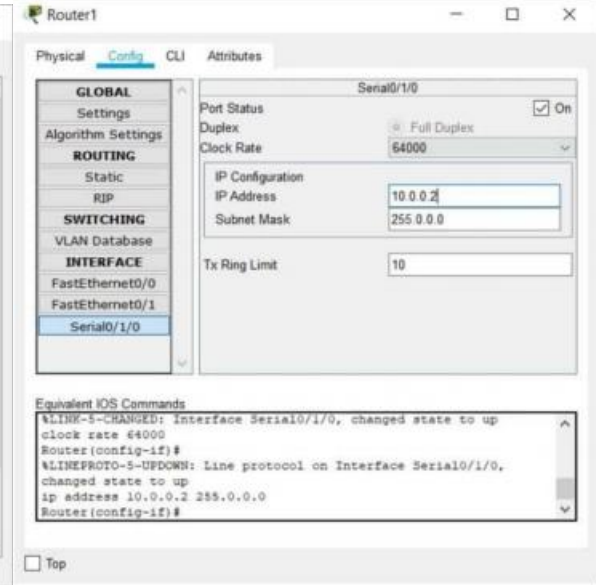 Router1
Physical Config CLI Attributes
GLOBAL
Settings
Algorithm Settings
ROUTING
Static
RIP
SWITCHING
VLAN Database
INTERFACE
FastEthernet0/0
FastEthernet0/1
Serial0/1/0
Serial0/1/0
Port Status On
Duplex Full Duplex
Clock Rate 64000
IP Configuration
IP Address 10.0.0.2
Subnet Mask 255.0.0.0
Tx Ring Limit 10
Equivalent IOS Commands
%LINK-5-CHANGED: Interface Serial0/1/0, changed state to up
clock rate 64000
Router(config-if)#
%LINEPROTO-5-UPDOWN: Line protocol on Interface Serial0/1/0,
changed state to up
ip address 10.0.0.2 255.0.0.0
Router(config-if)#
Top